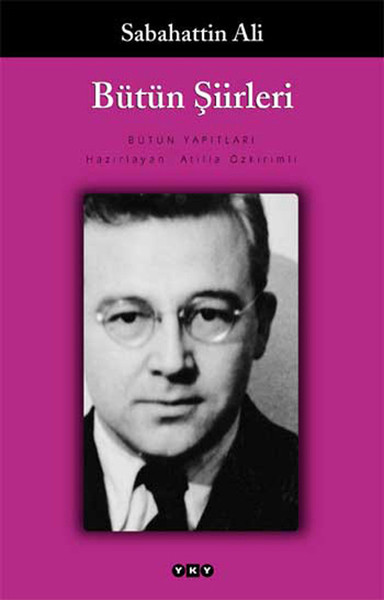 Sabahattin Ali
Bütün Şiirleri
BÜTÜN YAPITLARI
Hazırlayan: Atilla Özkırımlı
YKY